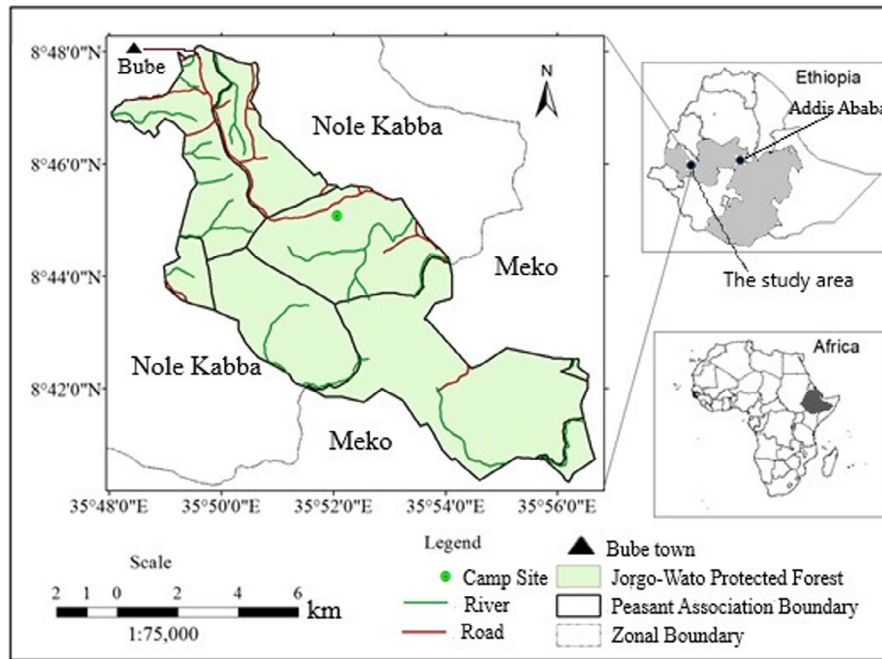 8°48'0"N
Bube
8°46'0"N
8°44'0"N
8°42'0"N
Nole Kabba
N
Meko
Nole Kabba
Meko
35°48'0"E 35°50'0"E 35°52'0"E 35°54'0"E 35°56'0"E
Ethiopia
Addis Ababa
The study area
Africa
Scale
2 1 0 2 4 6
km
1:75,000
Legend
Camp Site
River
Road
Bube town
Jorgo-Wato Protected Forest
Peasant Association Boundary
Zonal Boundary